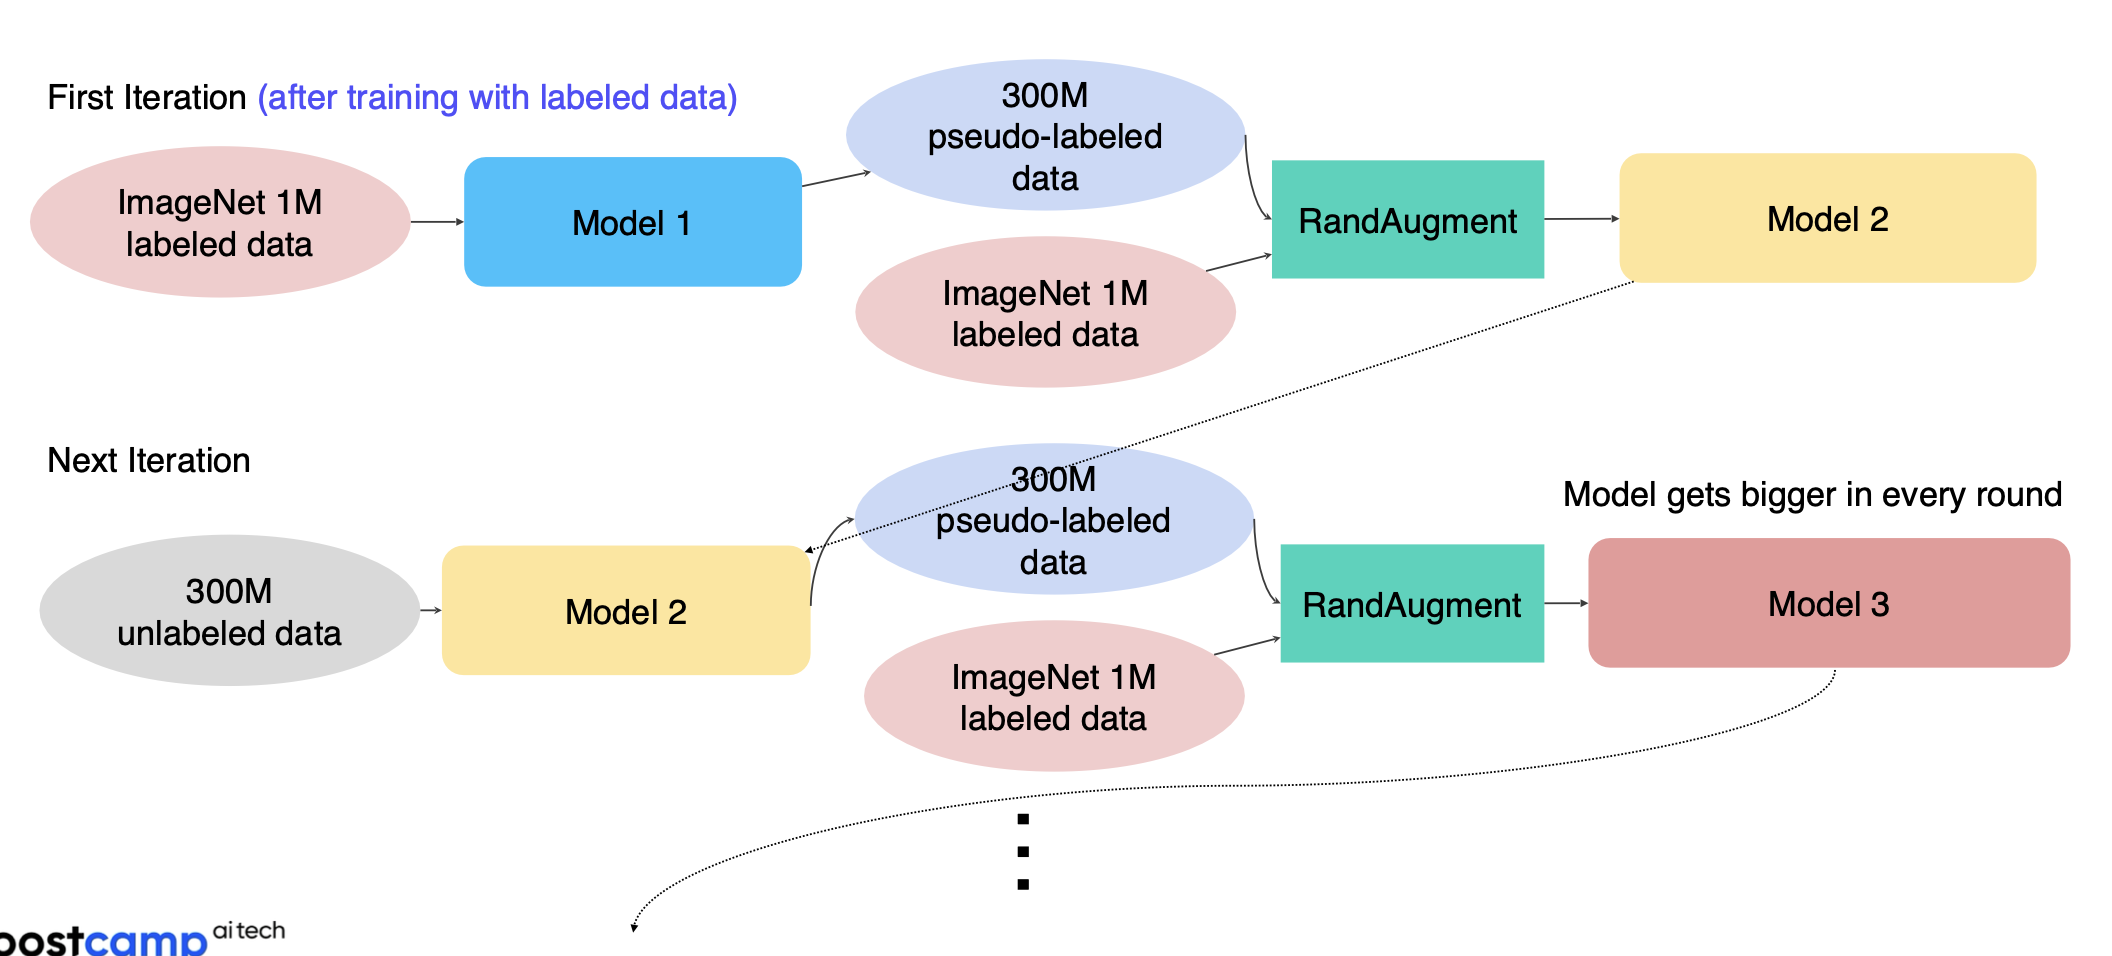 First Iteration (after training with labeled data)
ImageNet 1M
labeled data
Model 1
300M
pseudo-labeled
data
ImageNet 1M
labeled data
RandAugment
Model 2
Next Iteration
300M
unlabeled data
Model 2
300M
pseudo-labeled
data
ImageNet 1M
labeled data
RandAugment
Model gets bigger in every round
Model 3
oostcamp ai tech